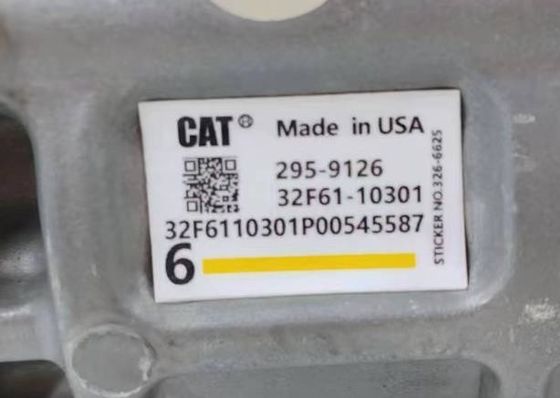 CAT® Made in USA
295-9126
32F61-10301
32F6110301P00545587
6
STICKER NO.326-6625